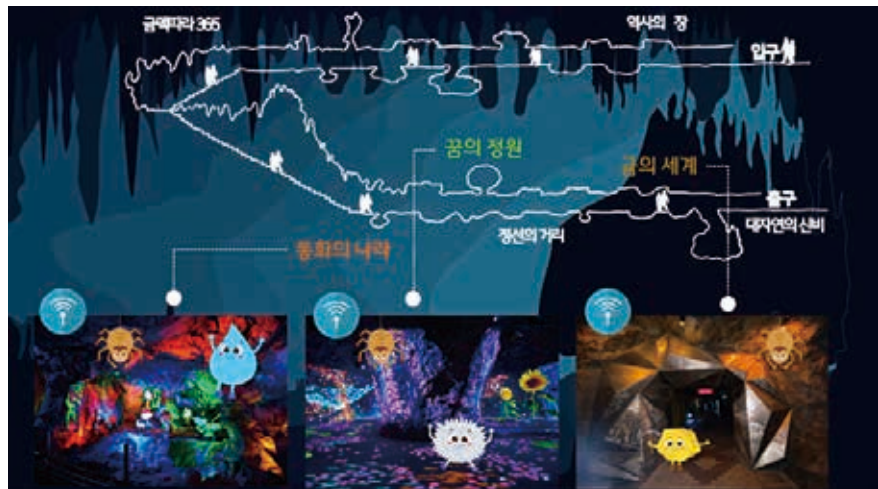 금맥따라 365
역사의 장
입구
꿈의 정원
금의 세계
출구
대자연의 신비
정선의 거리
동화의 나라